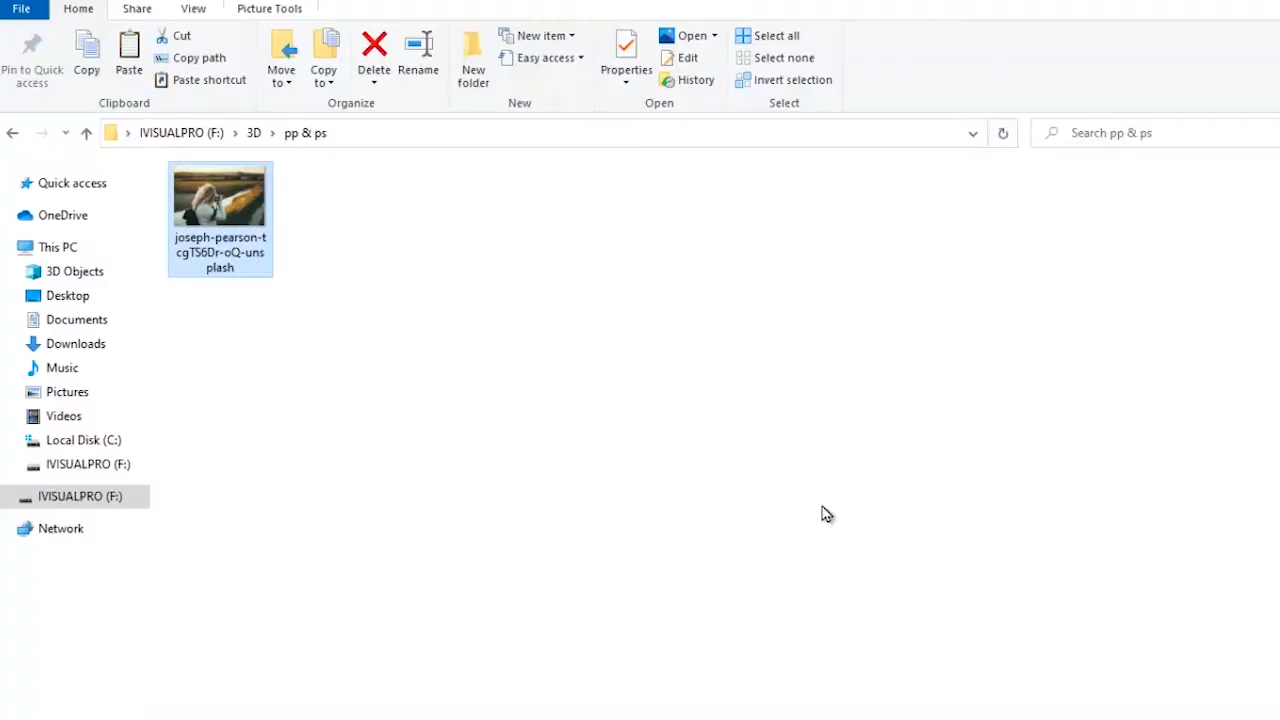 File Home Share View Picture Tools
Cut
Copy path
Paste shortcut
Pin to Quick access
Copy
Paste
Clipboard
Move to
Copy to
Delete
Rename
Organize
New folder
New item
Easy access
New
Properties
Open
Edit
History
Open
Select all
Select none
Invert selection
Select
IVISUALPRO (F:) 3D pp & ps
Search pp & ps
Quick access
OneDrive
This PC
3D Objects
Desktop
Documents
Downloads
Music
Pictures
Videos
Local Disk (C:)
IVISUALPRO (F:)
IVISUALPRO (F:)
Network
joseph-pearson-t
cgTS6Dr-oQ-uns
plash